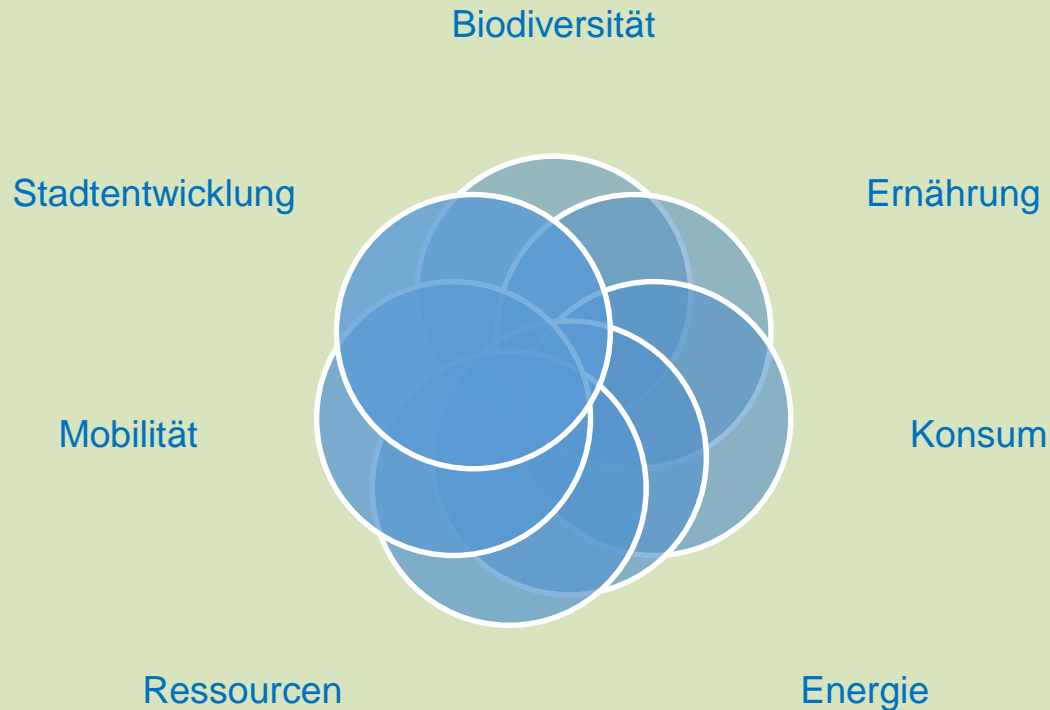 Biodiversität
Stadtentwicklung
Ernährung
Mobilität
Konsum
Ressourcen
Energie